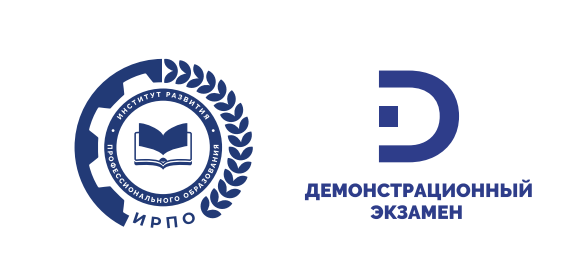 ИНСТИТУТ РАЗВИТИЯ
ПРОФЕССИОНАЛЬНОГО ОБРАЗОВАНИЯ
ИРПО
ДЕМОНСТРАЦИОННЫЙ
ЭКЗАМЕН